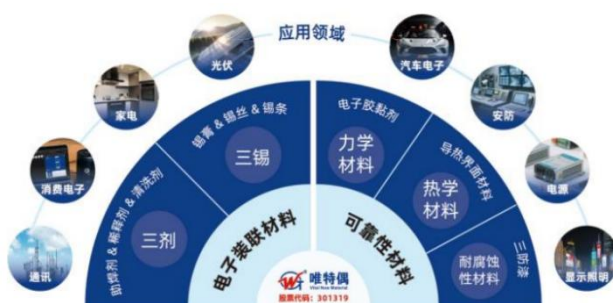 应用领域
光伏
汽车电子
家电
安防
消费电子
电源
通讯
显示照明
锡膏 & 锡丝 & 锡条
三锡
助焊剂 & 稀释剂 & 清洗剂
三剂
电子装联材料
电子胶黏剂
力学
材料
导热界面材料
热学
材料
三防漆
耐腐蚀
性材料
可靠性材料
唯特偶
Vital New Material
股票代码：301319